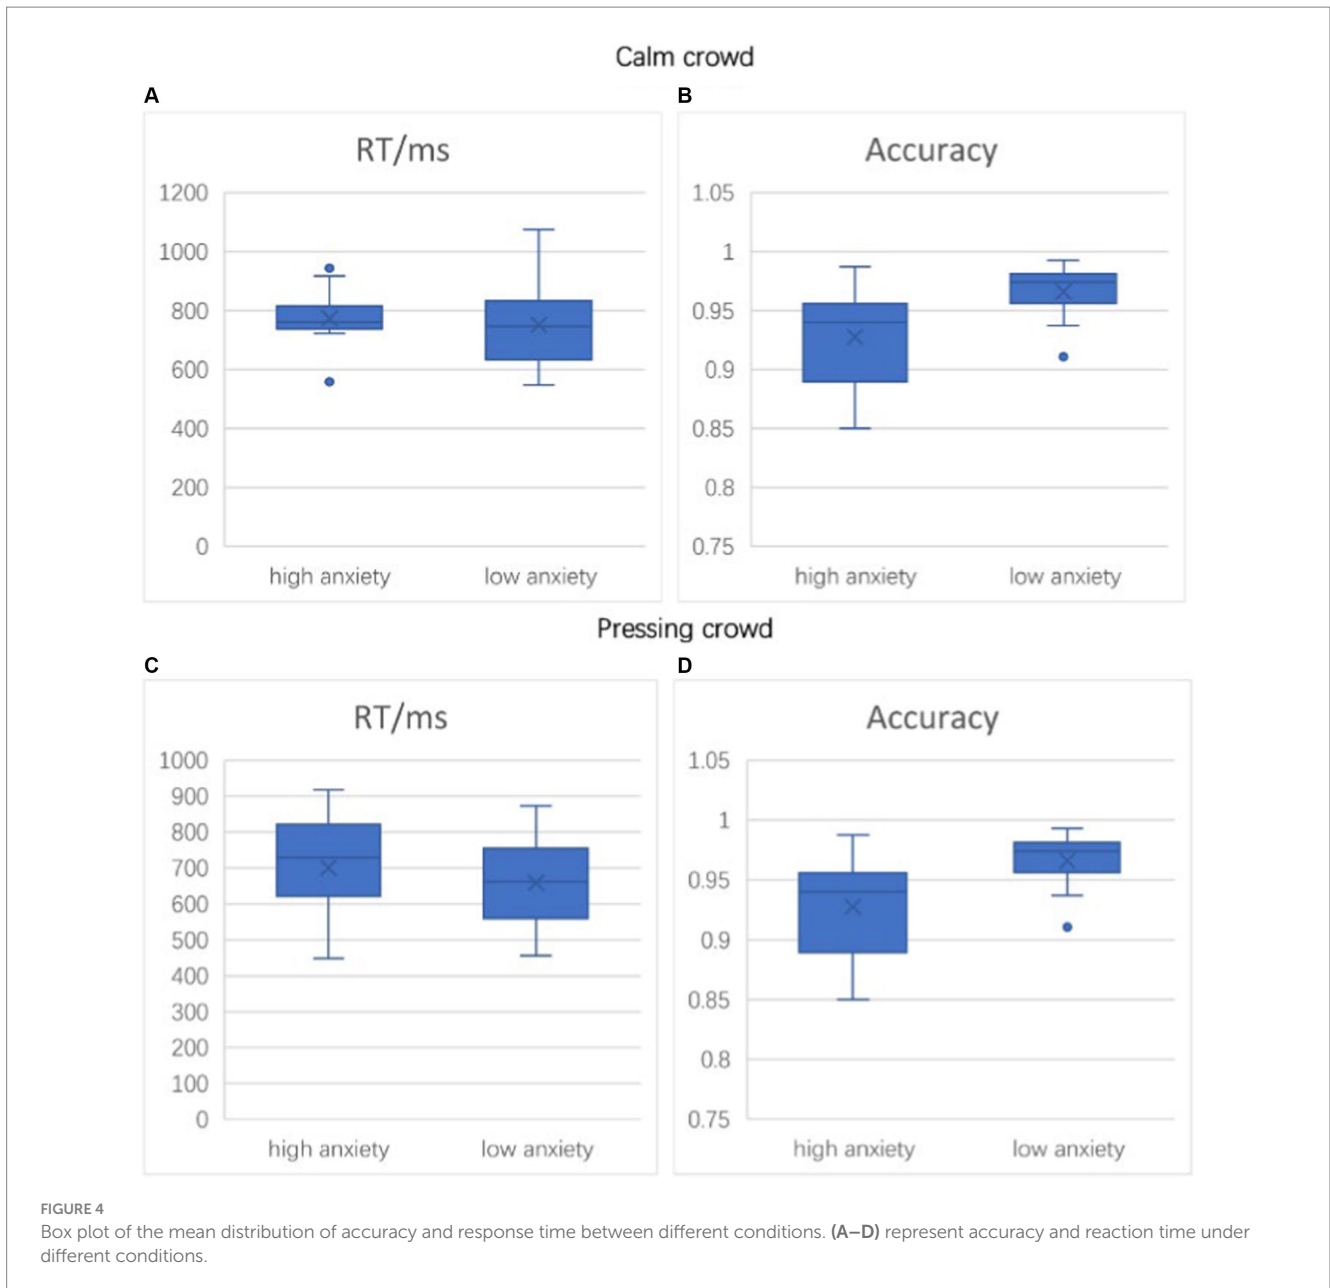 Calm crowd
A
B
RT/ms
Accuracy
1200
1000
800
600
400
200
0
high anxiety low anxiety
1.05
1
0.95
0.9
0.85
0.8
0.75
high anxiety low anxiety
Pressing crowd
C
D
RT/ms
Accuracy
1000
900
800
700
600
500
400
300
200
100
0
high anxiety low anxiety
1.05
1
0.95
0.9
0.85
0.8
0.75
high anxiety low anxiety
FIGURE 4
Box plot of the mean distribution of accuracy and response time between different conditions. (A–D) represent accuracy and reaction time under
different conditions.